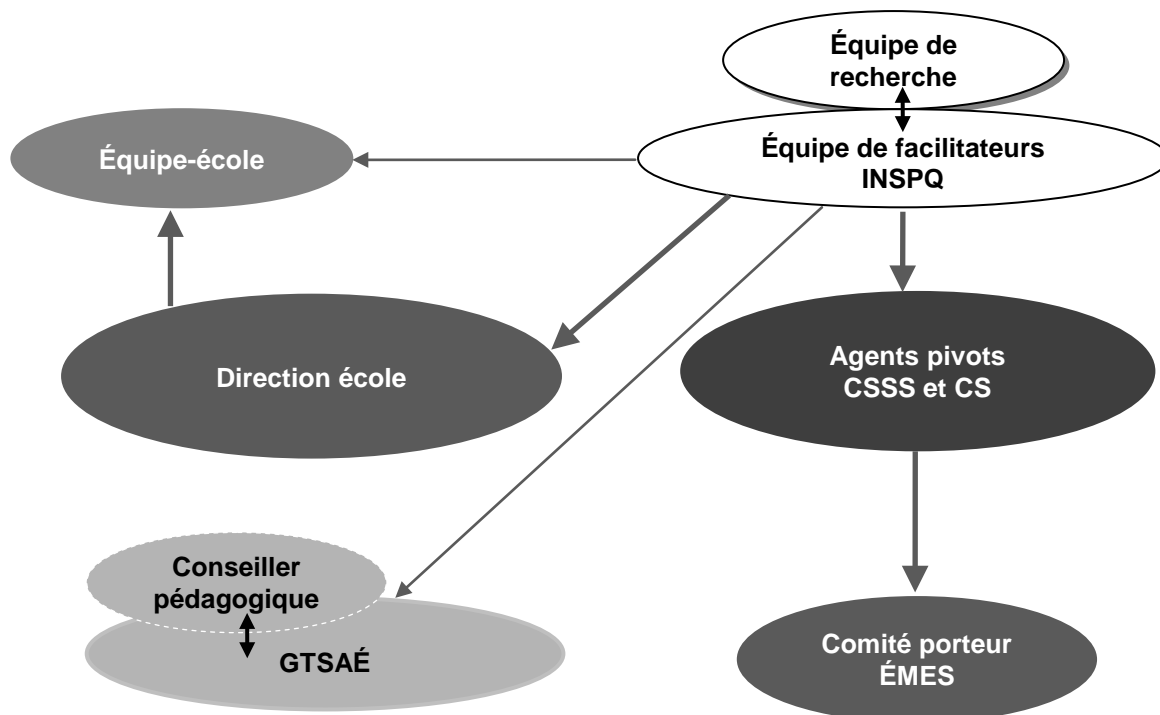 Équipe de
recherche
Équipe-école
Équipe de facilitateurs
INSPQ
Direction école
Agents pivots
CSSS et CS
Conseiller
pédagogique
GTSAÉ
Comité porteur
ÉMES